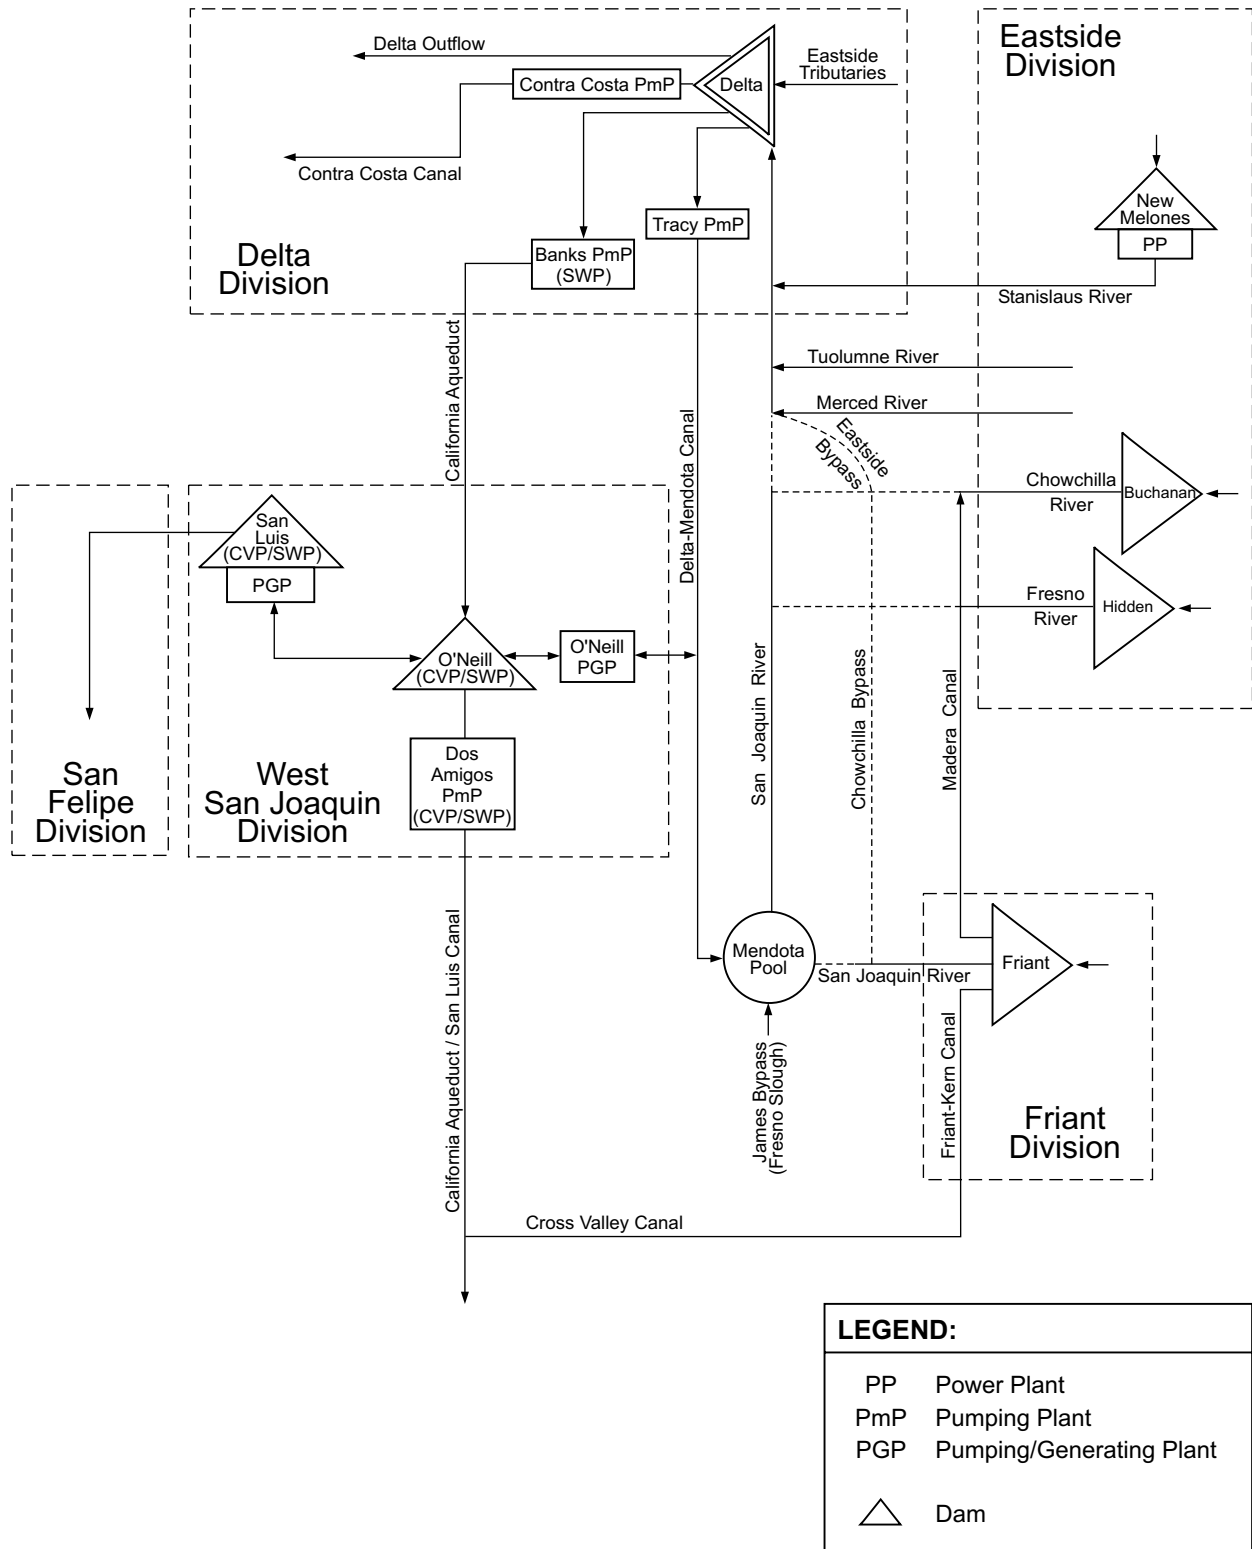 Delta Outflow
Contra Costa PmP
Delta
Eastside
Tributaries
Contra Costa Canal
Tracy PmP
Banks PmP
(SWP)
Delta
Division
Eastside
Division
New
Melones
PP
Stanislaus River
Tuolumne River
Merced River
Eastside
Bypass
California Aqueduct
Delta-Mendota Canal
Chowchilla
River
Buchanan
Fresno
River
Hidden
San
Luis
(CVP/SWP)
PGP
O'Neill
(CVP/SWP)
O'Neill
PGP
Dos
Amigos
PmP
(CVP/SWP)
San
Felipe
Division
West
San Joaquin
Division
San Joaquin River
Chowchilla Bypass
Madera Canal
Mendota
Pool
San Joaquin River
Friant
California Aqueduct / San Luis Canal
James Bypass
(Fresno Slough)
Friant-Kern Canal
Friant
Division
Cross Valley Canal
LEGEND:
PP Power Plant
PmP Pumping Plant
PGP Pumping/Generating Plant
Dam